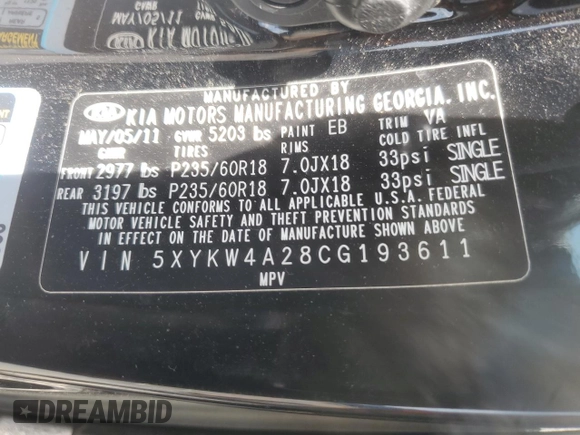 MANUFACTURED BY
KIA KIA MOTORS MANUFACTURING GEORGIA, INC.
MAY/05/11 GVWR 5203 lbs PAINT EB TRIM VA
GAWR TIRES RIMS COLD TIRE INFL
FRONT 2977 lbs P235/60R18 7.0JX18 33psi SINGLE
REAR 3197 lbs P235/60R18 7.0JX18 33psi SINGLE
THIS VEHICLE CONFORMS TO ALL APPLICABLE U.S.A. FEDERAL
MOTOR VEHICLE SAFETY AND THEFT PREVENTION STANDARDS
IN EFFECT ON THE DATE OF MANUFACTURE SHOWN ABOVE
VIN 5XYKW4A28CG193611
MPV
DREAMBID